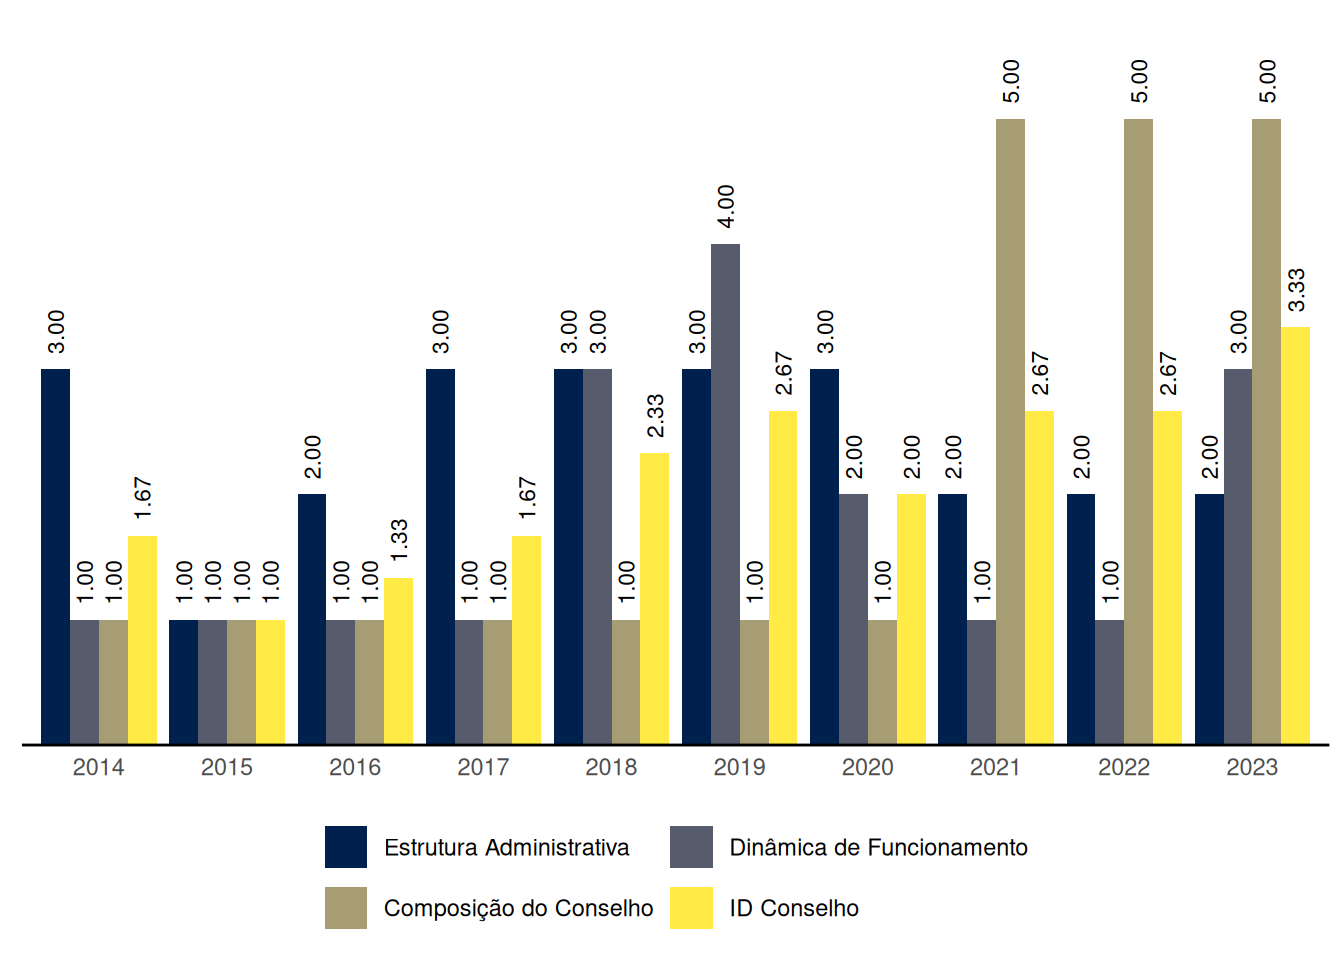 5.00 5.00 5.00
4.00
3.33
3.00 3.00 3.00 3.00 3.00 3.00 3.00
2.67 2.67 2.67
2.33
2.00 2.00 2.00 2.00 2.00 2.00
1.67 1.67
1.33
1.00 1.00 1.00 1.00 1.00 1.00 1.00 1.00 1.00 1.00 1.00 1.00 1.00 1.00 1.00
2014 2015 2016 2017 2018 2019 2020 2021 2022 2023
Estrutura Administrativa Dinâmica de Funcionamento
Composição do Conselho ID Conselho